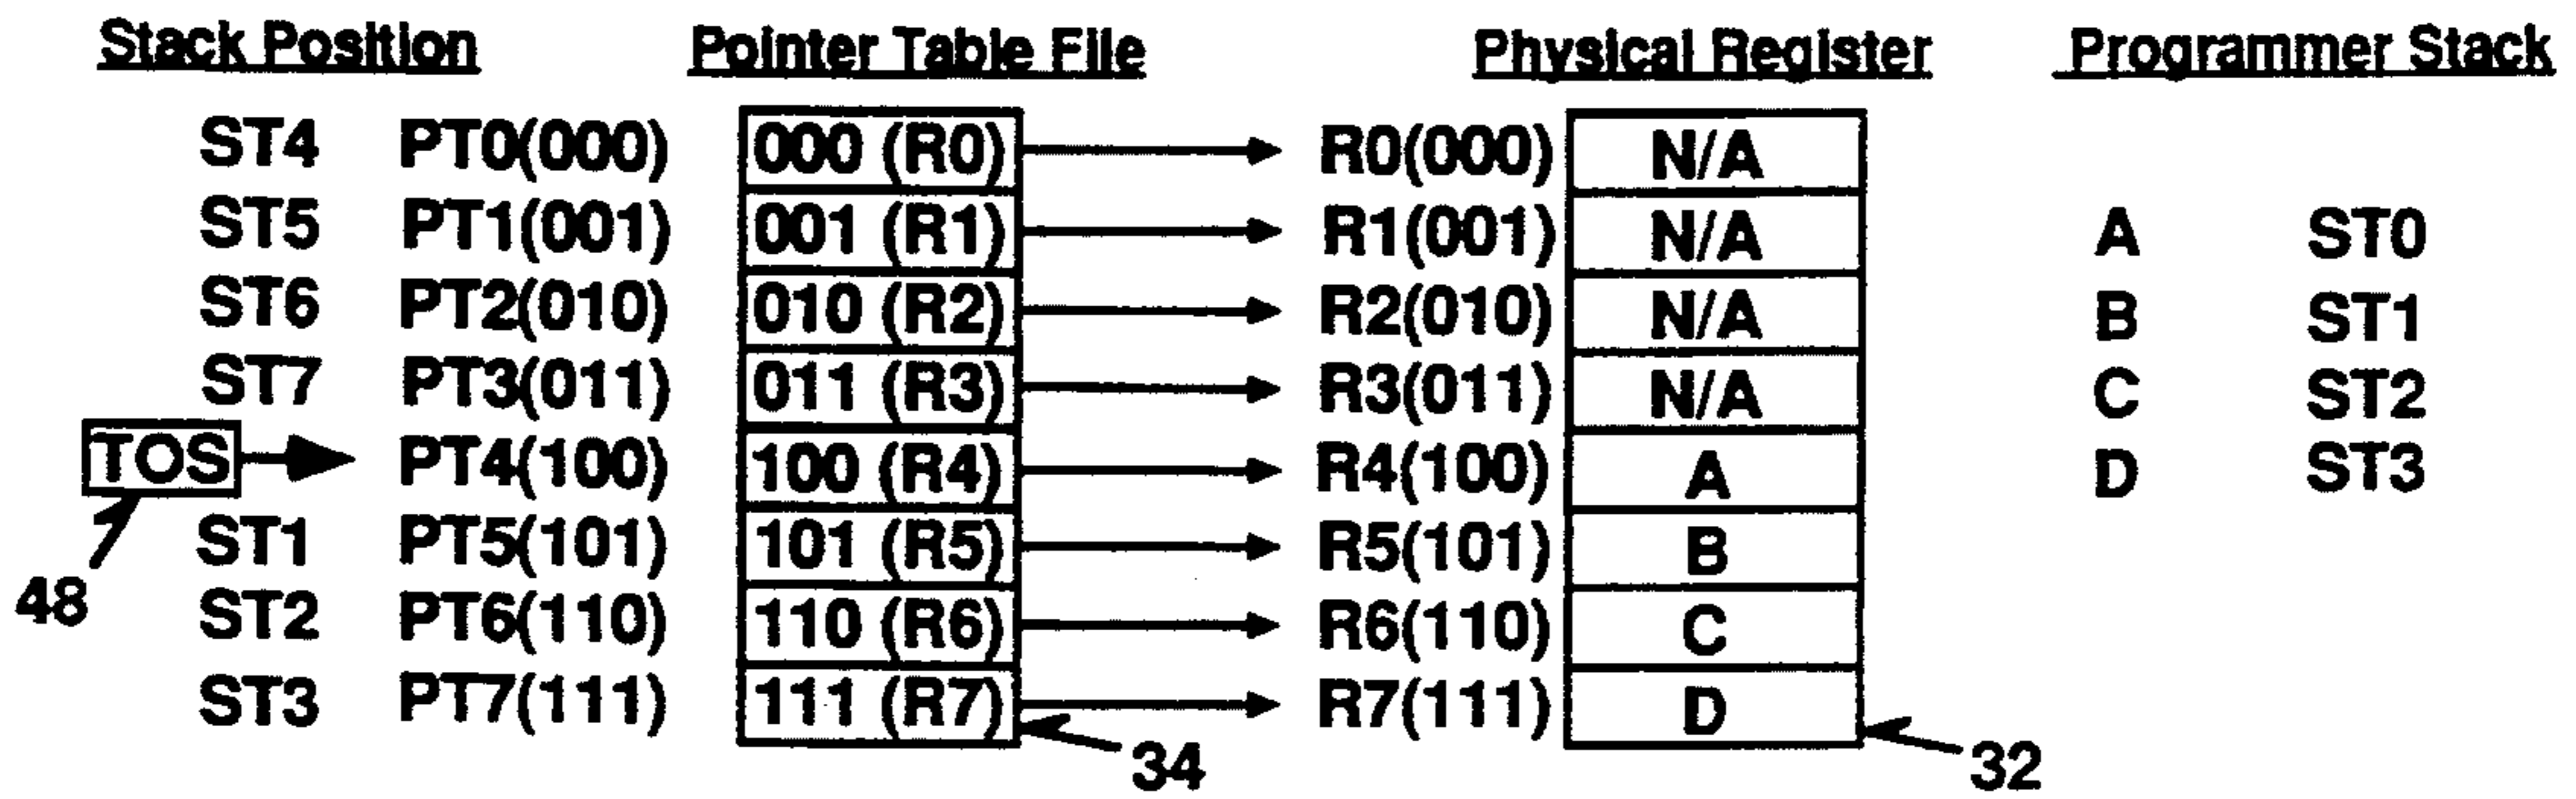 Stack Position Pointer Table File Physical Register Programmer Stack
ST4 PT0(000) 000 (R0) R0(000) N/A
ST5 PT1(001) 001 (R1) R1(001) N/A A ST0
ST6 PT2(010) 010 (R2) R2(010) N/A B ST1
ST7 PT3(011) 011 (R3) R3(011) N/A C ST2
TOS PT4(100) 100 (R4) R4(100) A D ST3
ST1 PT5(101) 101 (R5) R5(101) B
48 ST2 PT6(110) 110 (R6) R6(110) C
ST3 PT7(111) 111 (R7) R7(111) D
34 32